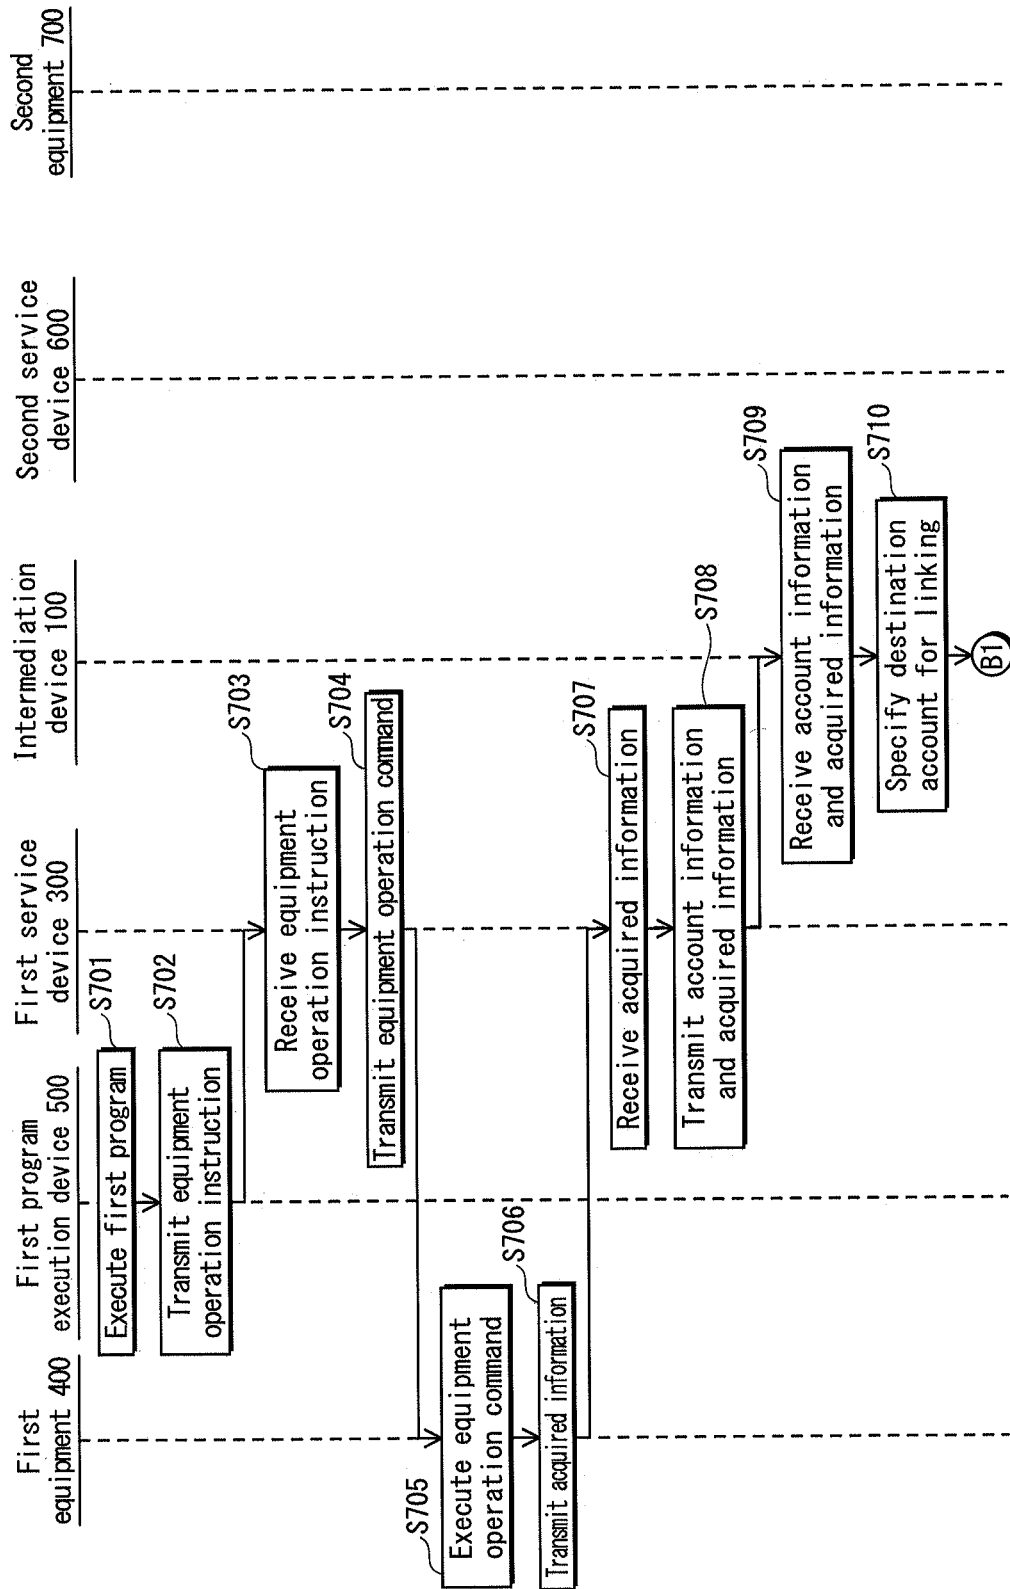 First
equipment 400
First program
execution device 500
First service
device 300
Intermediation
device 100
Second service
device 600
Second
equipment 700
S701
Execute first program
S702
Transmit equipment
operation instruction
S703
Receive equipment
operation instruction
S704
Transmit equipment operation command
S705
Execute equipment
operation command
S706
Transmit acquired information
S707
Receive acquired information
S708
Transmit account information
and acquired information
S709
Receive account information
and acquired information
S710
Specify destination
account for linking
B1